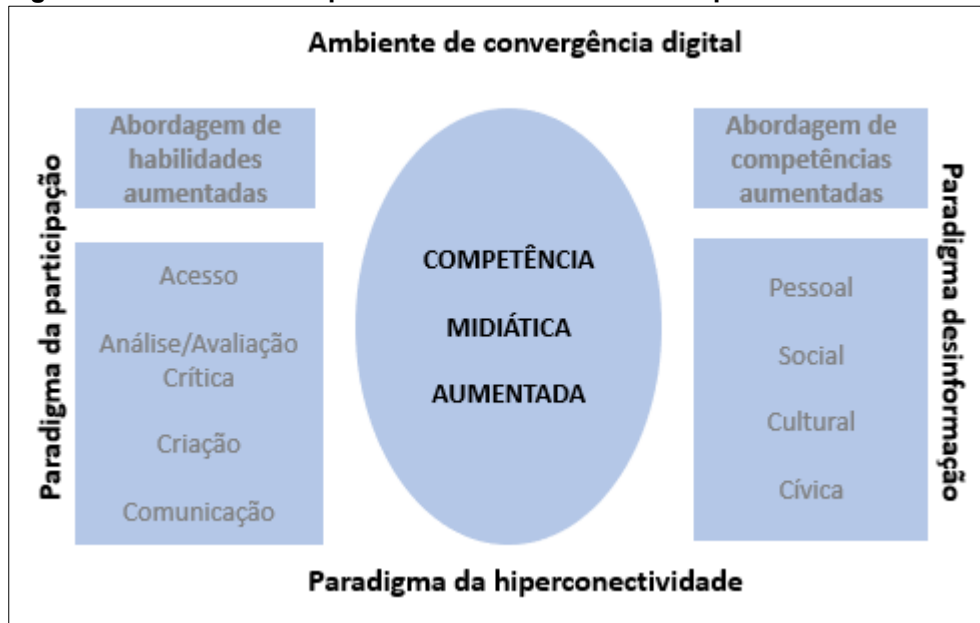 Ambiente de convergência digital
Paradigma da participação
Abordagem de
habilidades
aumentadas
Acesso
Análise/Avaliação
Crítica
Criação
Comunicação
COMPETÊNCIA
MIDIÁTICA
AUMENTADA
Abordagem de
competências
aumentadas
Pessoal
Social
Cultural
Cívica
Paradigma desinformação
Paradigma da hiperconectividade